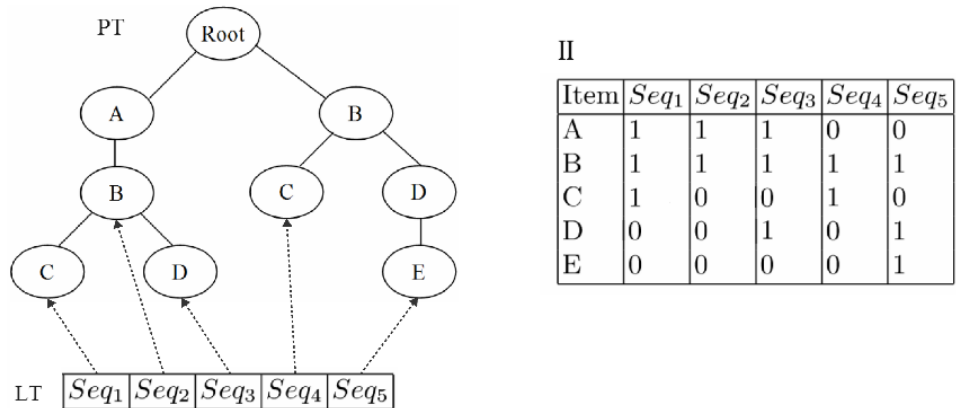 PT
Root
A
B
B
C
D
C
D
E
LT Seq1 Seq2 Seq3 Seq4 Seq5
II
Item Seq1 Seq2 Seq3 Seq4 Seq5
A 1 1 1 0 0
B 1 1 1 1 1
C 1 0 0 1 0
D 0 0 1 0 1
E 0 0 0 0 1